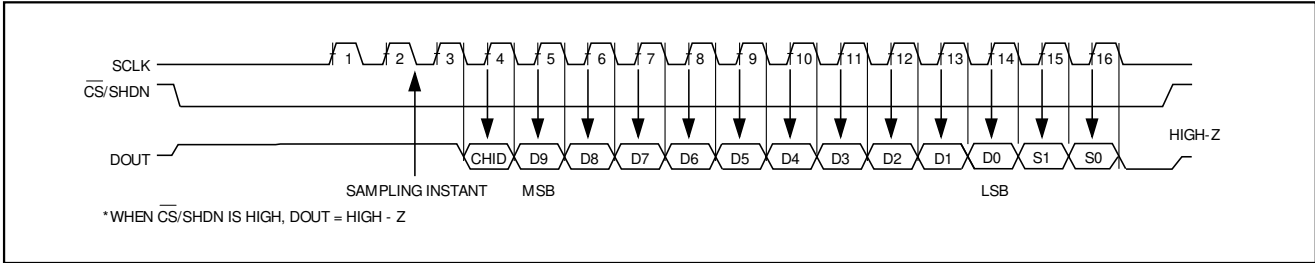 SCLK 1 2 3 4 5 6 7 8 9 10 11 12 13 14 15 16
CS/SHDN
HIGH-Z
DOUT CHID D9 D8 D7 D6 D5 D4 D3 D2 D1 D0 S1 S0
SAMPLING INSTANT MSB LSB
*WHEN CS/SHDN IS HIGH, DOUT = HIGH - Z